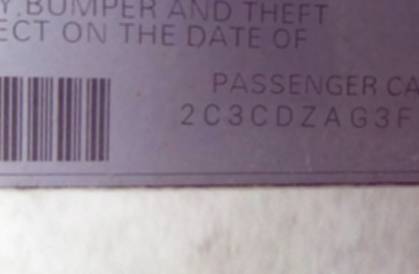 Y,BUMPER AND THEFT
ECT ON THE DATE OF
PASSENGER CA
2C3CDZAG3F